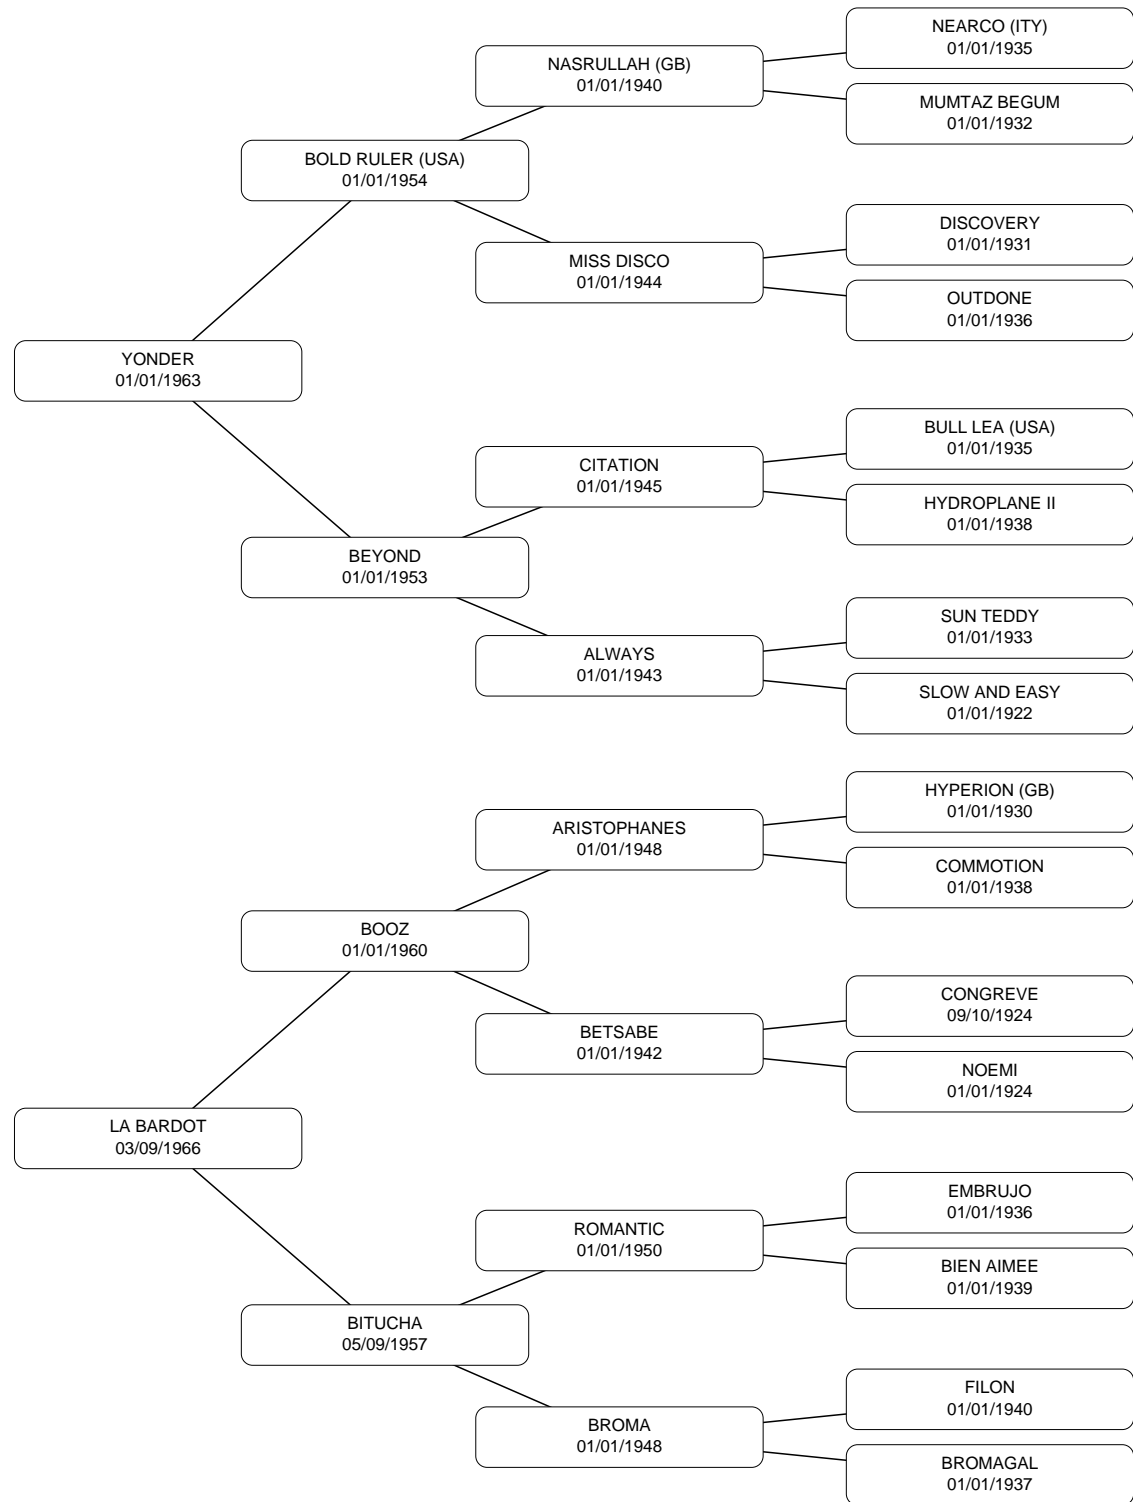 NEARCO (ITY)
01/01/1935
NASRULLAH (GB)
01/01/1940
MUMTAZ BEGUM
01/01/1932
BOLD RULER (USA)
01/01/1954
DISCOVERY
01/01/1931
MISS DISCO
01/01/1944
OUTDONE
01/01/1936
YONDER
01/01/1963
BULL LEA (USA)
01/01/1935
CITATION
01/01/1945
HYDROPLANE II
01/01/1938
BEYOND
01/01/1953
SUN TEDDY
01/01/1933
ALWAYS
01/01/1943
SLOW AND EASY
01/01/1922
HYPERION (GB)
01/01/1930
ARISTOPHANES
01/01/1948
COMMOTION
01/01/1938
BOOZ
01/01/1960
CONGREVE
09/10/1924
BETSABE
01/01/1942
NOEMI
01/01/1924
LA BARDOT
03/09/1966
EMBRUJO
01/01/1936
ROMANTIC
01/01/1950
BIEN AIMEE
01/01/1939
BITUCHA
05/09/1957
FILON
01/01/1940
BROMA
01/01/1948
BROMAGAL
01/01/1937